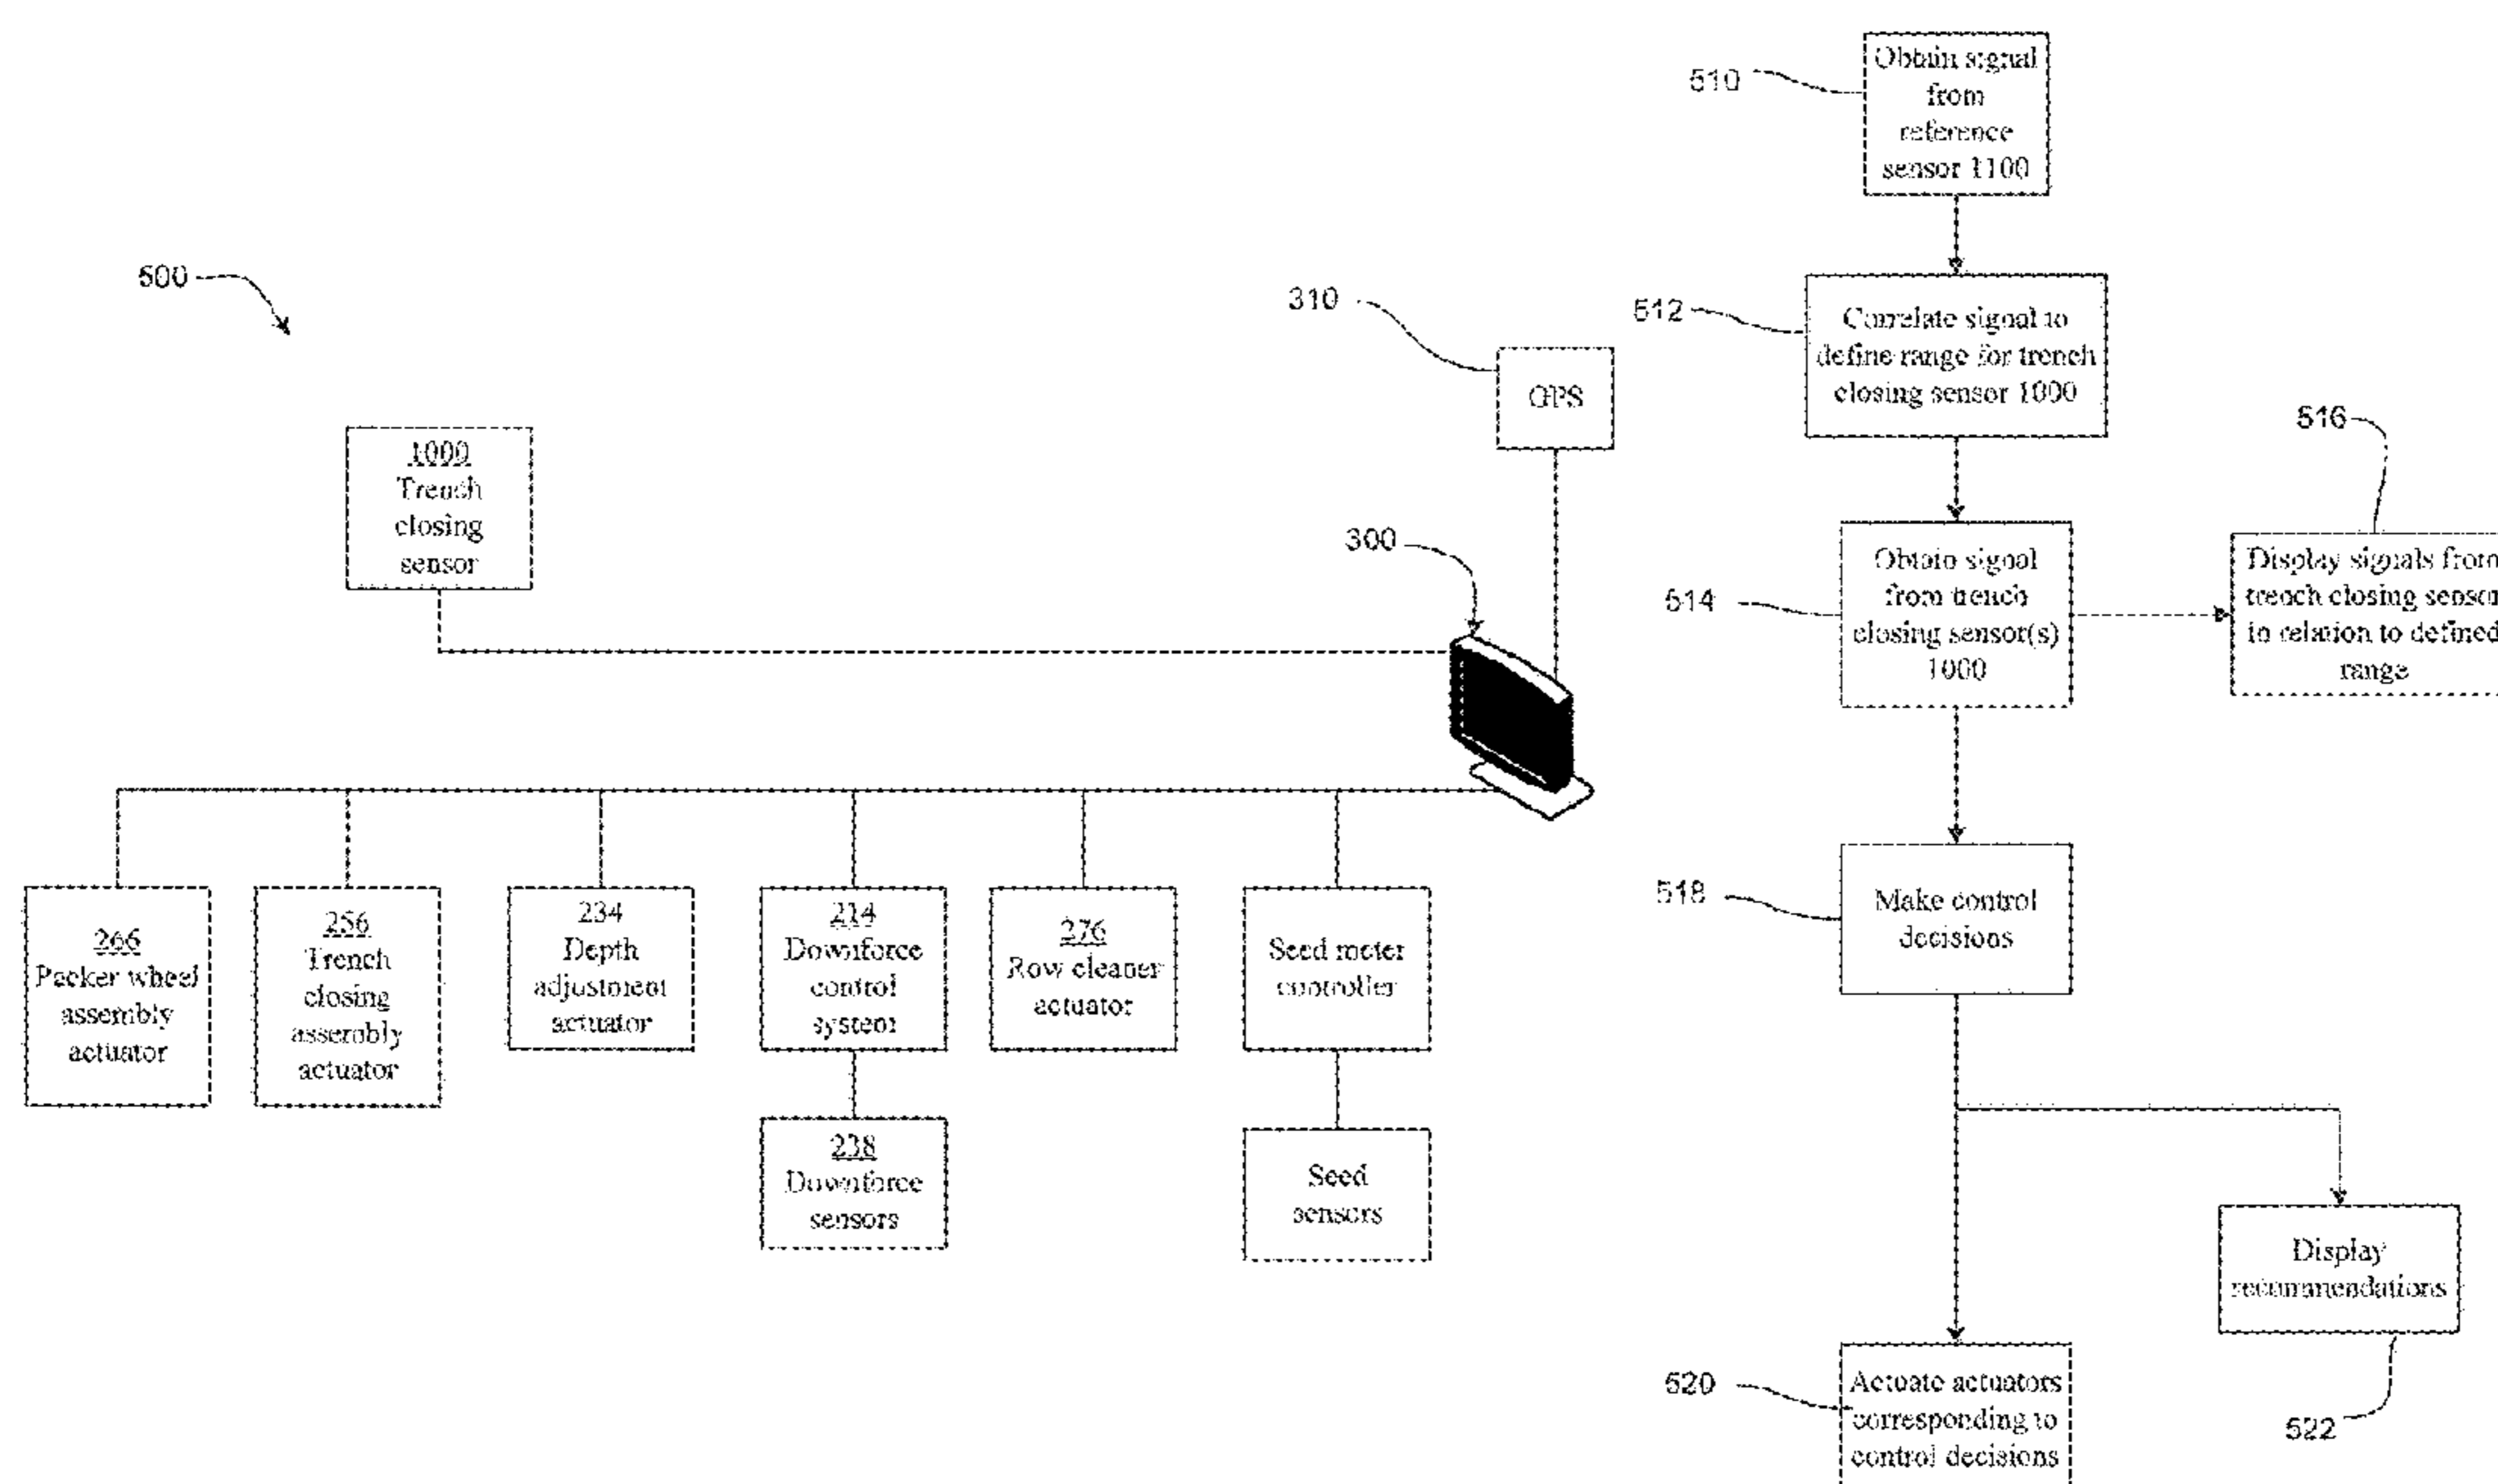 500
1000
Trench
closing
sensor
310
GPS
300
266
Packer wheel
assembly
actuator
256
Trench
closing
assembly
actuator
234
Depth
adjustment
actuator
214
Downforce
control
system
276
Row cleaner
actuator
Seed meter
controller
238
Downforce
sensors
Seed
sensors
510
Obtain signal
from
reference
sensor 1100
512
Correlate signal to
define range for trench
closing sensor 1000
514
Obtain signal
from trench
closing sensor(s)
1000
516
Display signals from
trench closing sensor
in relation to defined
range
518
Make control
decisions
520
Actuate actuators
corresponding to
control decisions
Display
recommendations
522